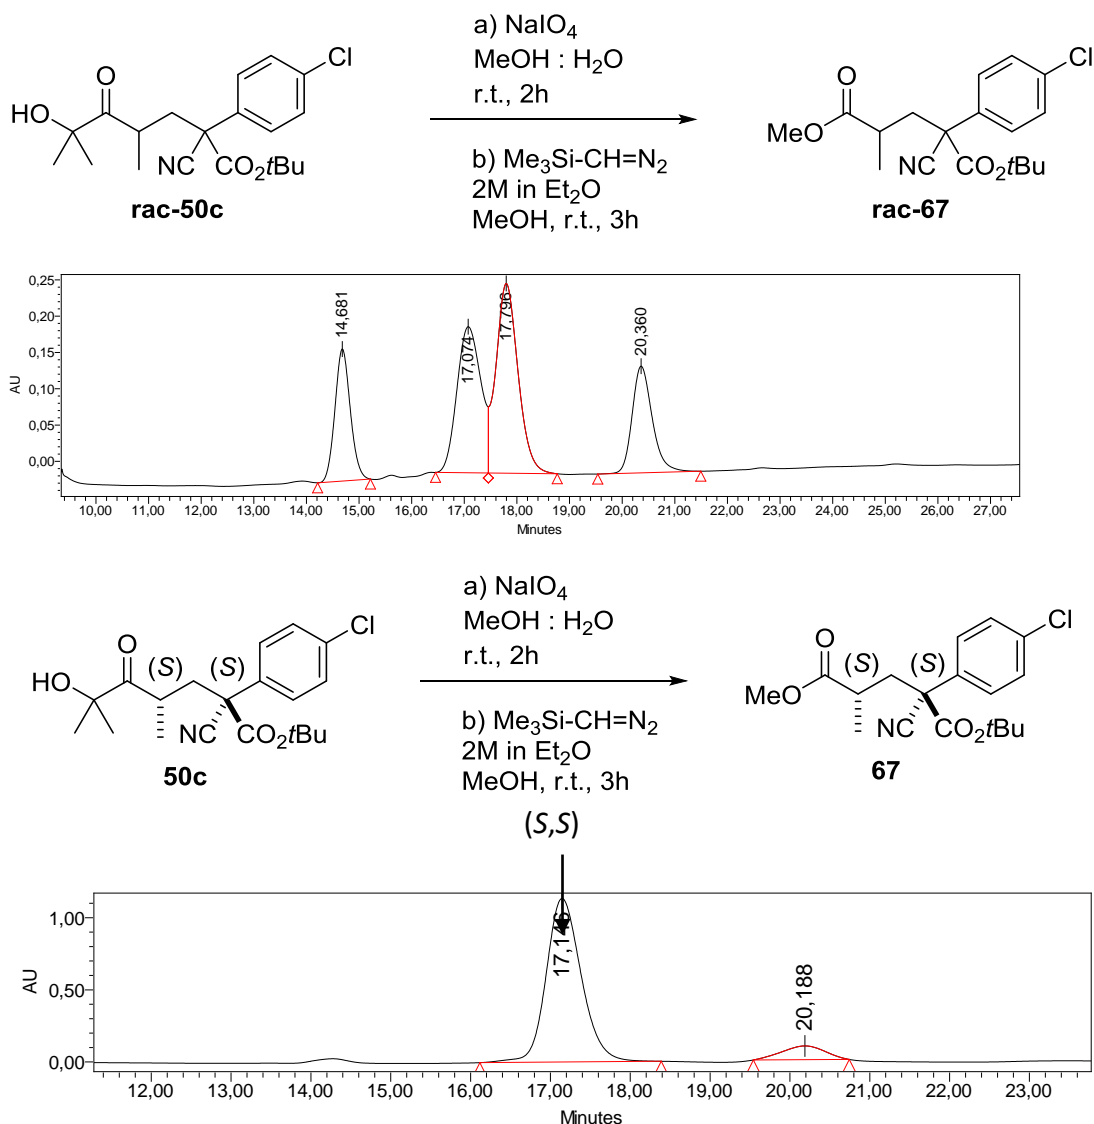 a) NaIO4
MeOH : H2O
r.t., 2h
b) Me3Si-CH=N2
2M in Et2O
MeOH, r.t., 3h
HO
O
Cl
NC
CO2tBu
rac-50c
O
MeO
Cl
NC
CO2tBu
rac-67
AU
0,25
0,20
0,15
0,10
0,05
0,00
14,681
17,074
17,796
20,360
10,00 11,00 12,00 13,00 14,00 15,00 16,00 17,00 18,00 19,00 20,00 21,00 22,00 23,00 24,00 25,00 26,00 27,00
Minutes
a) NaIO4
MeOH : H2O
r.t., 2h
b) Me3Si-CH=N2
2M in Et2O
MeOH, r.t., 3h
HO
O
(S)
(S)
Cl
NC
CO2tBu
50c
O
MeO
(S)
(S)
Cl
NC
CO2tBu
67
(S,S)
AU
1,00
0,50
0,00
17,146
20,188
12,00 13,00 14,00 15,00 16,00 17,00 18,00 19,00 20,00 21,00 22,00 23,00
Minutes